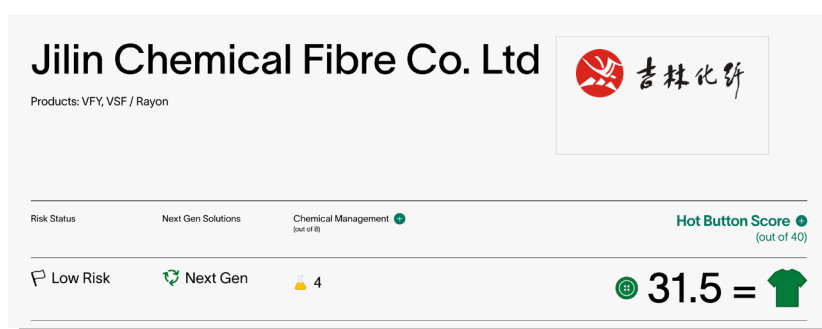 Jilin Chemical Fibre Co. Ltd
吉林化纤
Products: VFY, VSF / Rayon
Risk Status
Next Gen Solutions
Chemical Management +
(out of 8)
Hot Button Score +
(out of 40)
Low Risk
Next Gen
4
31.5 =